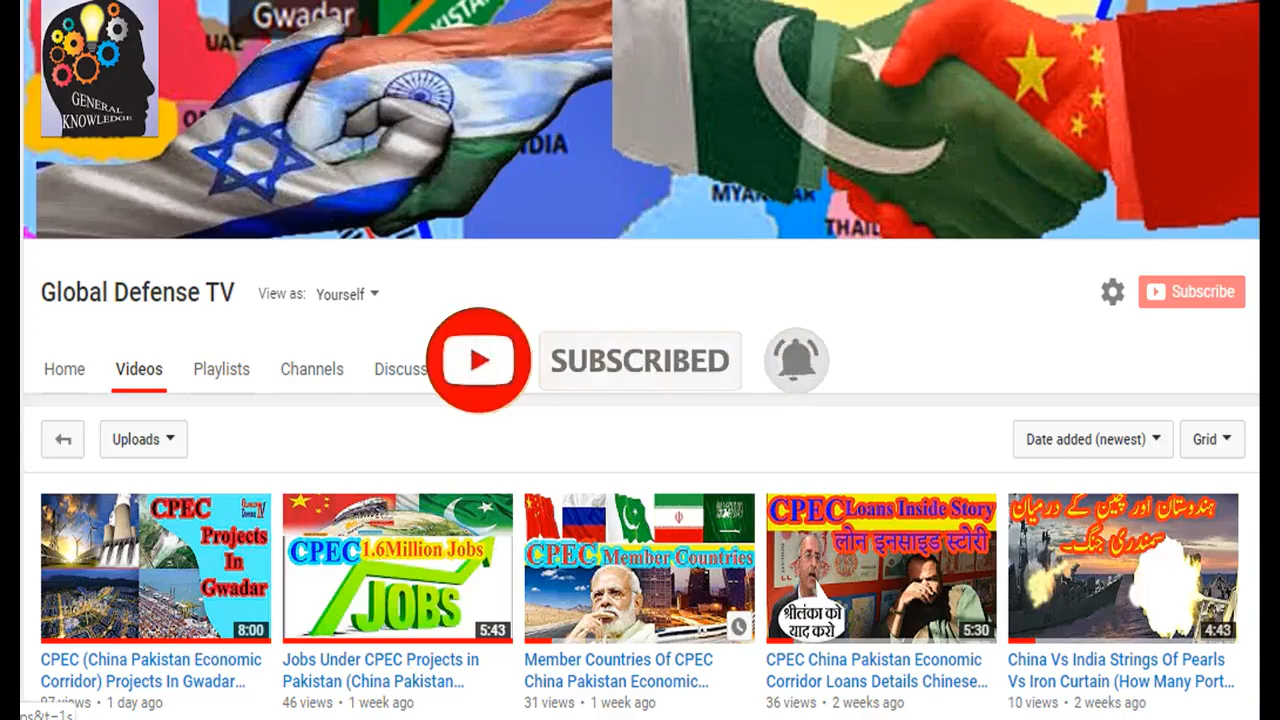 Gwadar
PAKISTAN
UAE
INDIA
MYANMAR
THAIL
GENERAL
KNOWLEDGE
Global Defense TV
View as: Yourself
Subscribe
SUBSCRIBED
Home
Videos
Playlists
Channels
Discuss
Uploads
Date added (newest)
Grid
CPEC
Projects
In
Gwadar
8:00
CPEC 1.6Million Jobs
JOBS
5:43
CPEC Member Countries
CPEC Loans Inside Story
लोन इनसाइड स्टोरी
श्रीलंका को
याद करो
5:30
ہندوستان اور چین کے درمیان
سمندری جنگ۔
4:43
CPEC (China Pakistan Economic
Corridor) Projects In Gwadar...
97 views • 1 day ago
Jobs Under CPEC Projects in
Pakistan (China Pakistan...
46 views • 1 week ago
Member Countries Of CPEC
China Pakistan Economic...
31 views • 1 week ago
CPEC China Pakistan Economic
Corridor Loans Details Chinese...
36 views • 2 weeks ago
China Vs India Strings Of Pearls
Vs Iron Curtain (How Many Port...
10 views • 2 weeks ago